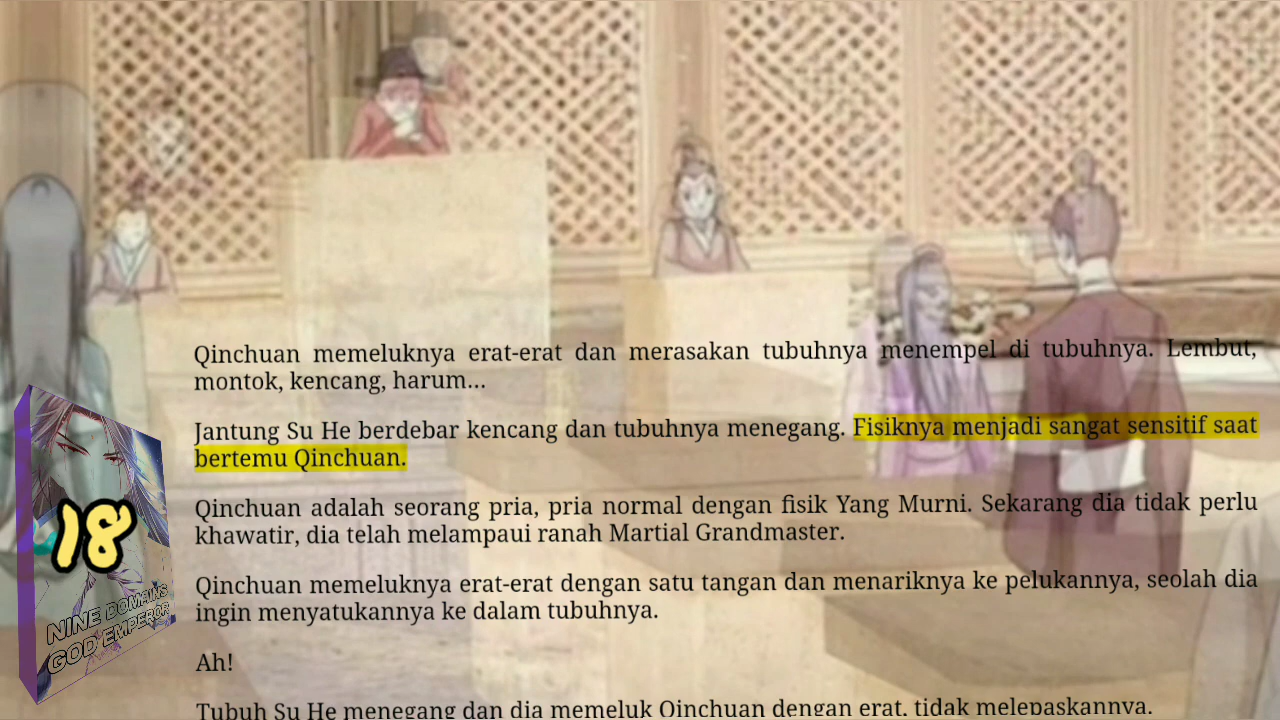 Qinchuan memeluknya erat-erat dan merasakan tubuhnya menempel di tubuhnya. Lembut,
montok, kencang, harum...
Jantung Su He berdebar kencang dan tubuhnya menegang. Fisiknya menjadi sangat sensitif saat
bertemu Qinchuan.
Qinchuan adalah seorang pria, pria normal dengan fisik Yang Murni. Sekarang dia tidak perlu
khawatir, dia telah melampaui ranah Martial Grandmaster.
Qinchuan memeluknya erat-erat dengan satu tangan dan menariknya ke pelukannya, seolah dia
ingin menyatukannya ke dalam tubuhnya.
Ah!
Tubuh Su He menegang dan dia memeluk Qinchuan dengan erat, tidak melepaskannya.
18
NINE DOMAINS
GOD EMPEROR